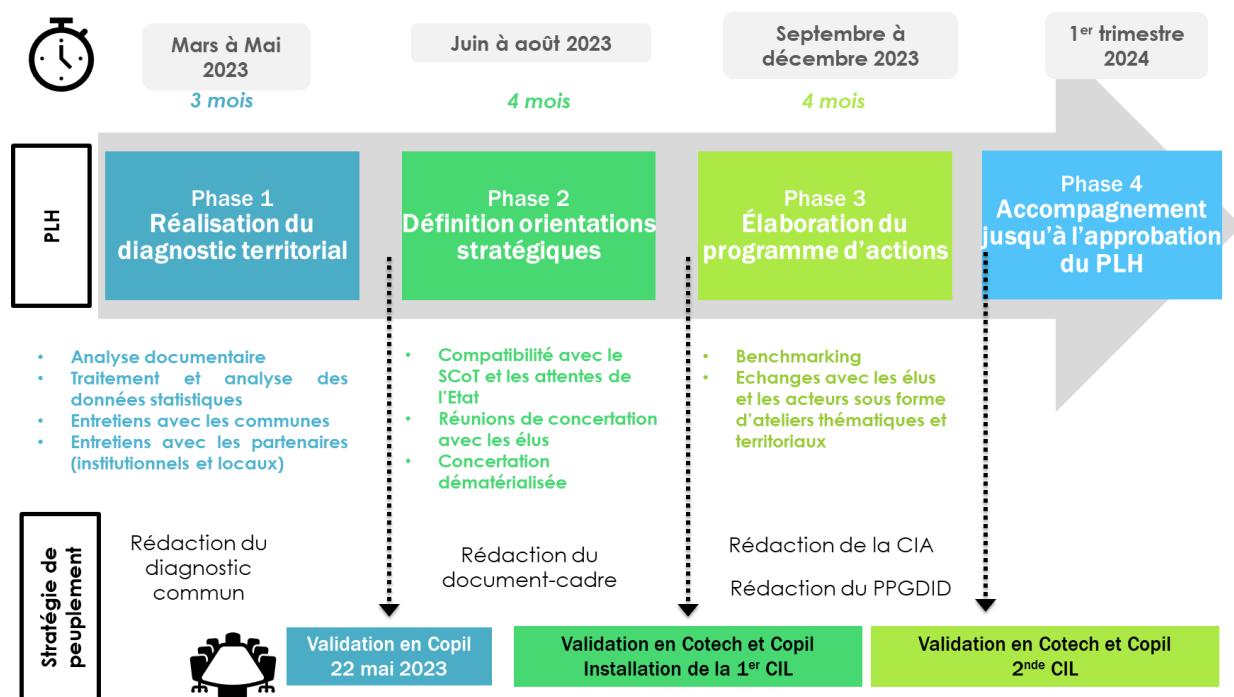 Mars à Mai
2023
3 mois
Juin à août 2023
4 mois
Septembre à
décembre 2023
4 mois
1er trimestre
2024
PLH
Phase 1
Réalisation du
diagnostic territorial
Phase 2
Définition orientations
stratégiques
Phase 3
Élaboration du
programme d'actions
Phase 4
Accompagnement
jusqu'à l'approbation
du PLH
• Analyse documentaire
• Traitement et analyse des
données statistiques
• Entretiens avec les communes
• Entretiens avec les partenaires
(institutionnels et locaux)
• Compatibilité avec le
SCoT et les attentes de
l'Etat
• Réunions de concertation
avec les élus
• Concertation
dématérialisée
• Benchmarking
• Echanges avec les élus
et les acteurs sous forme
d'ateliers thématiques et
territoriaux
Stratégie de
peuplement
Rédaction du
diagnostic
commun
Rédaction du
document-cadre
Rédaction de la CIA
Rédaction du PPGDID
Validation en Copil
22 mai 2023
Validation en Cotech et Copil
Installation de la 1er CIL
Validation en Cotech et Copil
2nde CIL